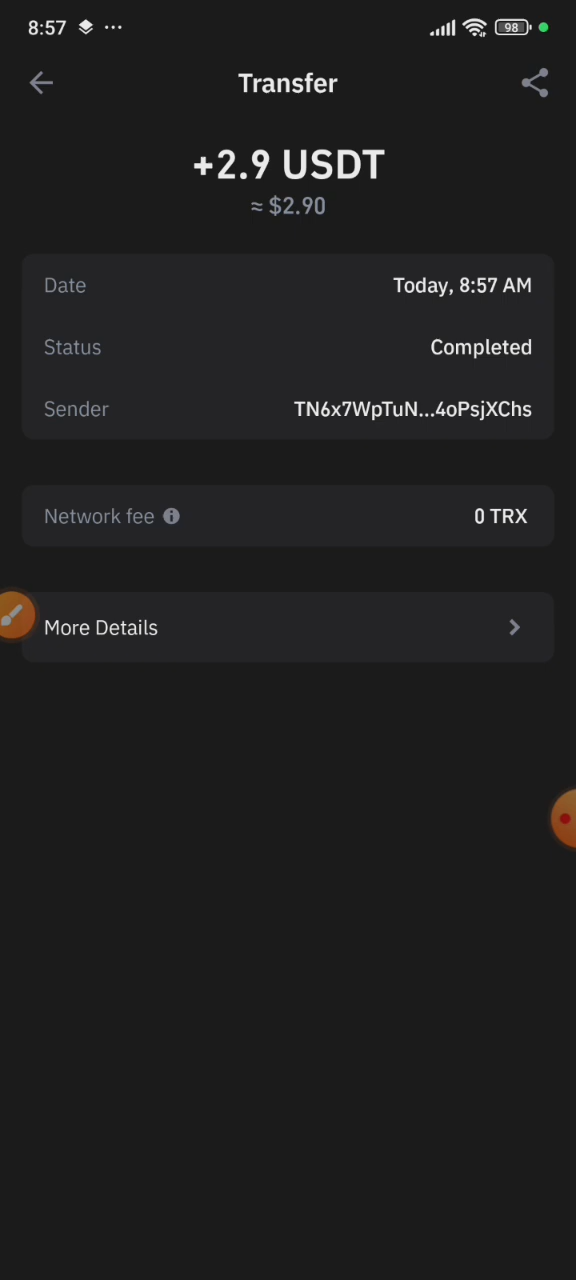 8:57
98
Transfer
+2.9 USDT
≈ $2.90
Date Today, 8:57 AM
Status Completed
Sender TN6x7WpTuN...4oPsjXChs
Network fee 0 TRX
More Details